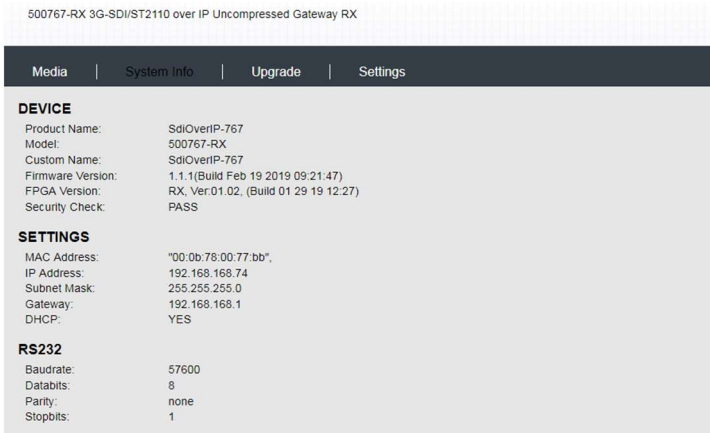 500767-RX 3G-SDI/ST2110 over IP Uncompressed Gateway RX
Media | System Info | Upgrade | Settings
DEVICE
Product Name: SdiOverIP-767
Model: 500767-RX
Custom Name: SdiOverIP-767
Firmware Version: 1.1.1(Build Feb 19 2019 09:21:47)
FPGA Version: RX, Ver:01.02, (Build 01 29 19 12:27)
Security Check: PASS
SETTINGS
MAC Address: "00:0b:78:00:77:bb",
IP Address: 192.168.168.74
Subnet Mask: 255.255.255.0
Gateway: 192.168.168.1
DHCP: YES
RS232
Baudrate: 57600
Databits: 8
Parity: none
Stopbits: 1